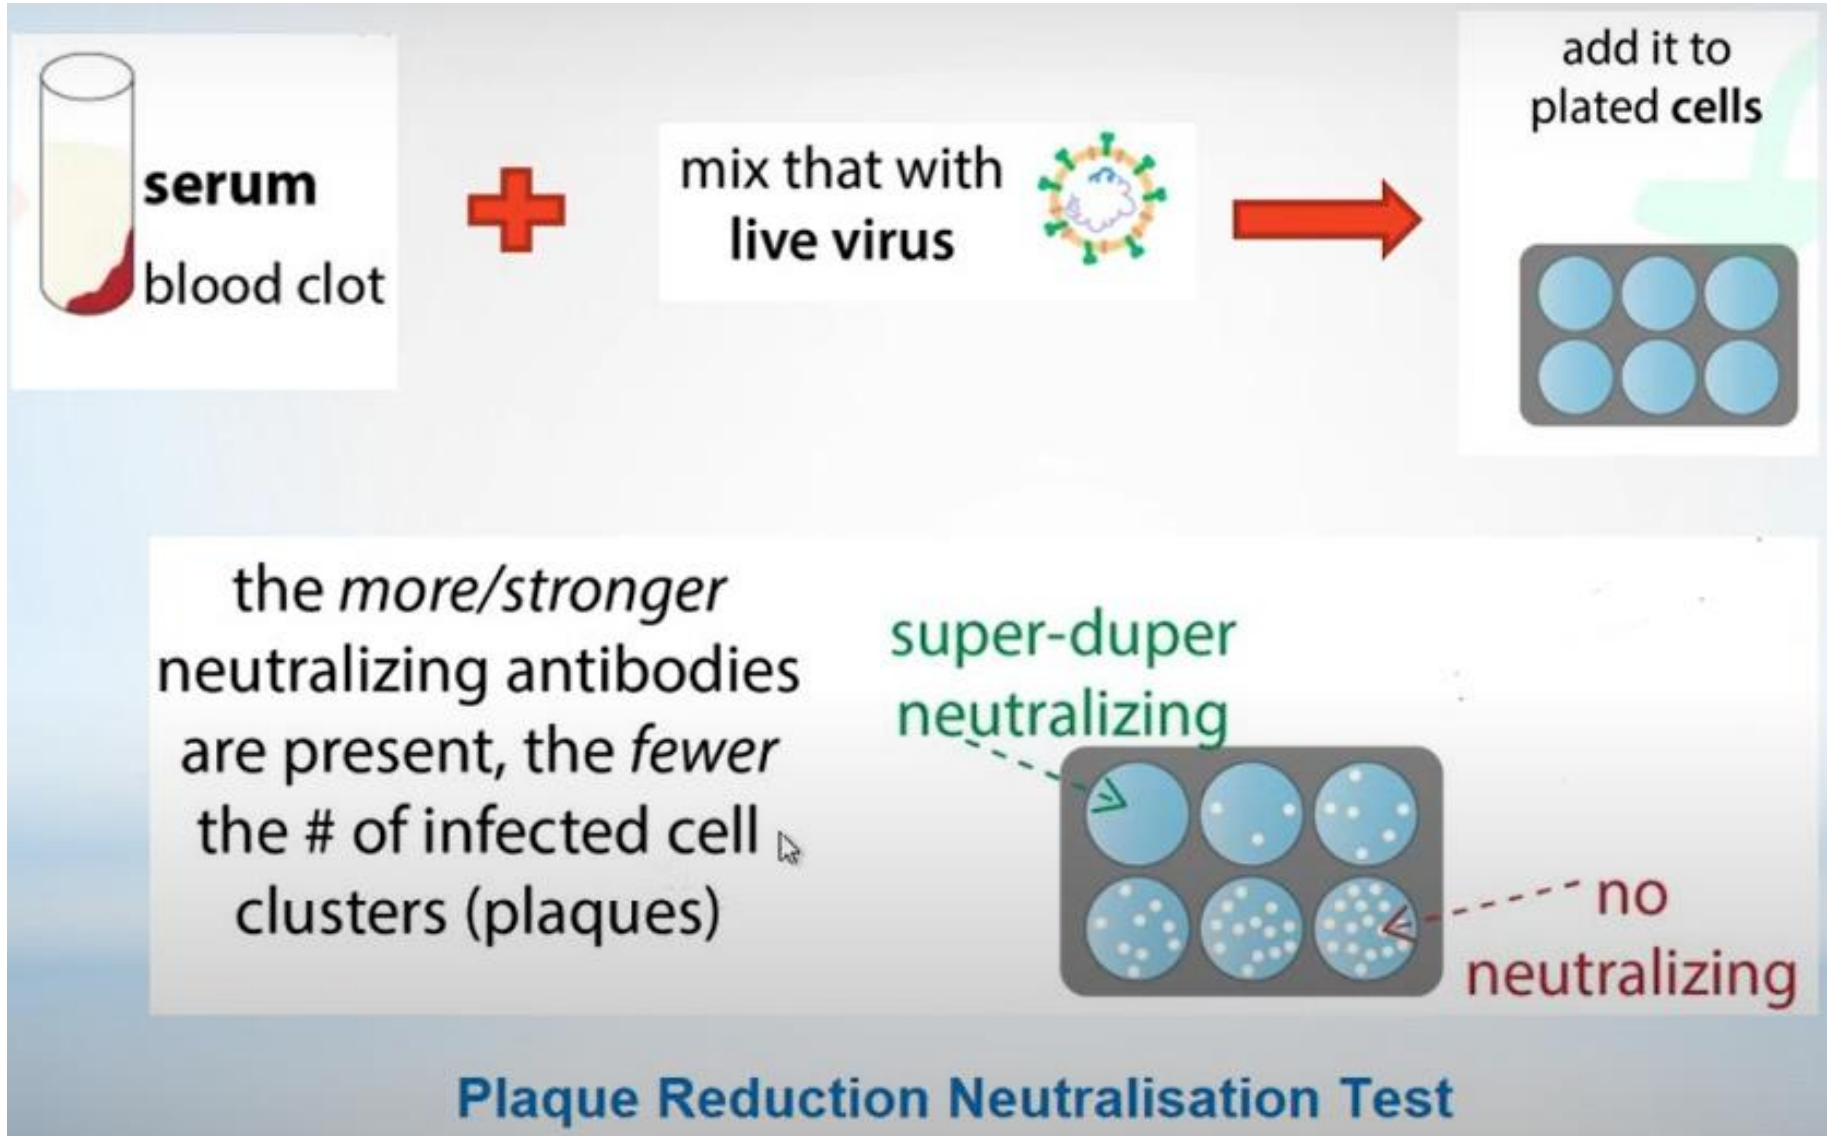 serum
blood clot
mix that with
live virus
add it to
plated cells
the more/stronger
neutralizing antibodies
are present, the fewer
the # of infected cell
clusters (plaques)
super-duper
neutralizing
no
neutralizing
Plaque Reduction Neutralisation Test